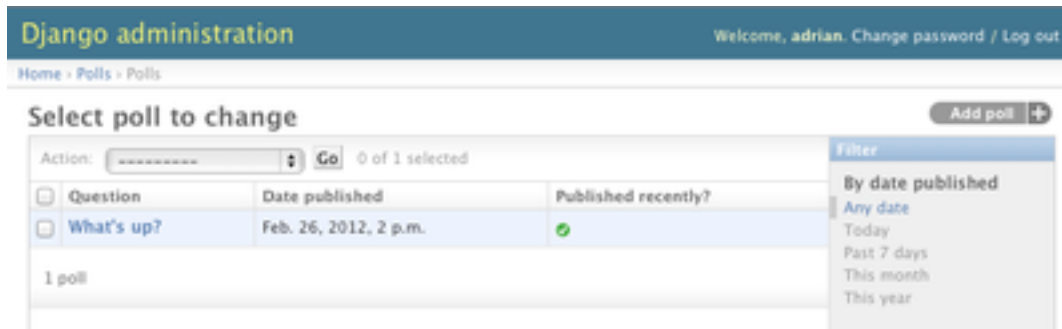 Django administration
Welcome, adrian. Change password / Log out
Home › Polls › Polls
Select poll to change
Add poll +
Action: --------- Go 0 of 1 selected
Question Date published Published recently?
What's up? Feb. 26, 2012, 2 p.m.
1 poll
Filter
By date published
Any date
Today
Past 7 days
This month
This year